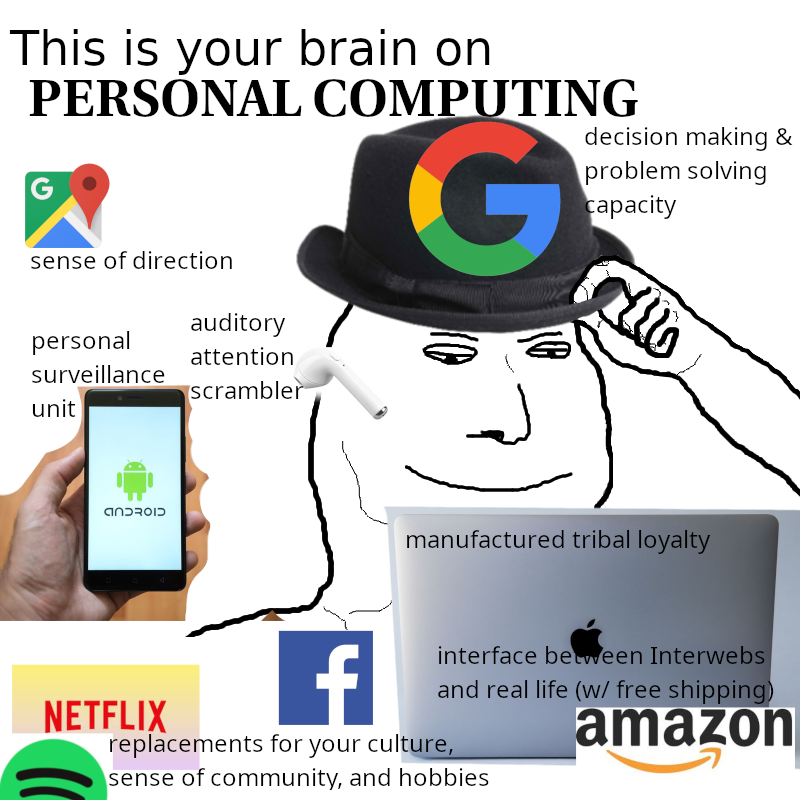 This is your brain on
PERSONAL COMPUTING
decision making &
problem solving
capacity
G
G
sense of direction
auditory
attention
scrambler
personal
surveillance
unit
ANDROID
manufactured tribal loyalty
interface between Interwebs
and real life (w/ free shipping)
amazon
f
NETFLIX
replacements for your culture,
sense of community, and hobbies